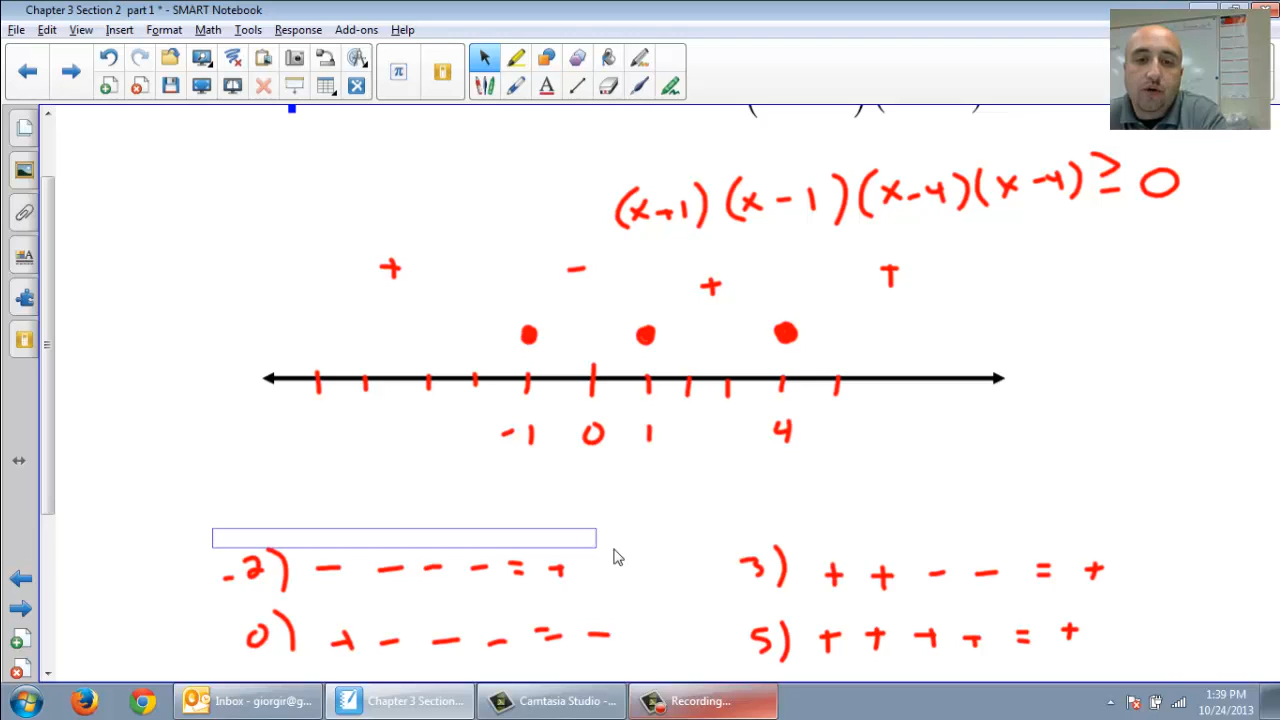 Chapter 3 Section 2 part 1 * - SMART Notebook
File Edit View Insert Format Math Tools Add-ons Help
π
(x+1)(x-1)(x-4)(x-4) ≥ 0
+ - + +
-1 0 1 4
-2) - - - - = +
3) + + - - = +
0) + - - - = -
5) + + + + = +
Inbox - giorgir@g... Chapter 3 Section... Camtasia Studio -... Recording...
1:39 PM
10/24/2013